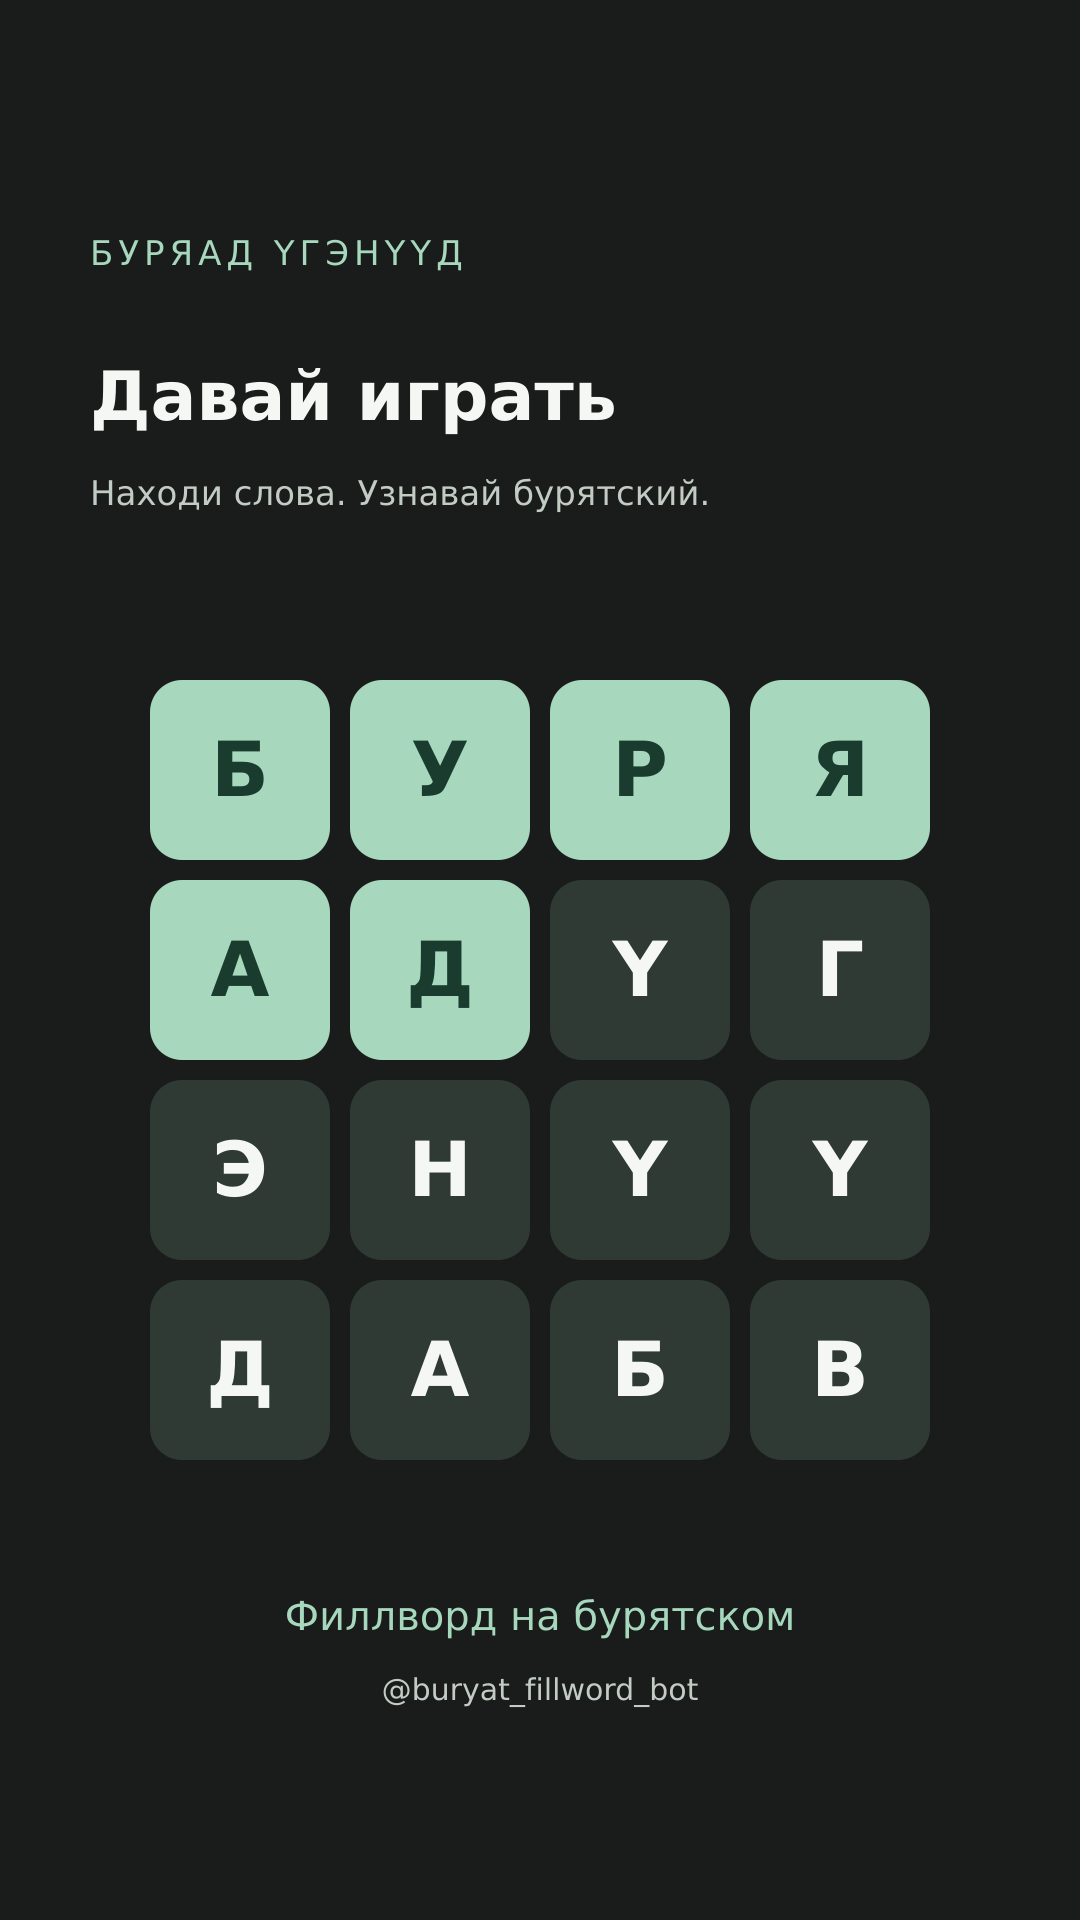 БУРЯАД ҮГЭНҮҮД
Давай играть
Находи слова. Узнавай бурятский.
Б У Р Я
А Д Ү Г
Э Н Ү Ү
Д А Б В
Филлворд на бурятском
@buryat_fillword_bot